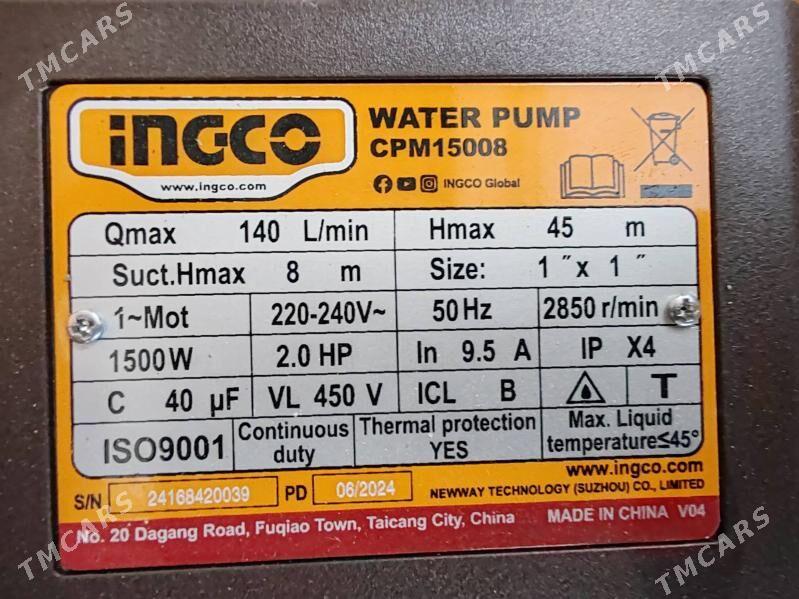 TMCARS
TMCARS
INGCO
www.ingco.com
WATER PUMP
CPM15008
INGCO Global
Qmax 140 L/min Hmax 45 m
Suct.Hmax 8 m Size: 1 ″ x 1 ″
1~Mot 220-240V~ 50Hz 2850 r/min
1500W 2.0 HP In 9.5 A IP X4
C 40 µF VL 450 V ICL B T
ISO9001 Continuous duty Thermal protection YES Max. Liquid temperature≤45°
www.ingco.com
S/N 24168420039 PD 06/2024 NEWWAY TECHNOLOGY (SUZHOU) CO., LIMITED
No. 20 Dagang Road, Fuqiao Town, Taicang City, China MADE IN CHINA V04
TMCARS
TMCARS